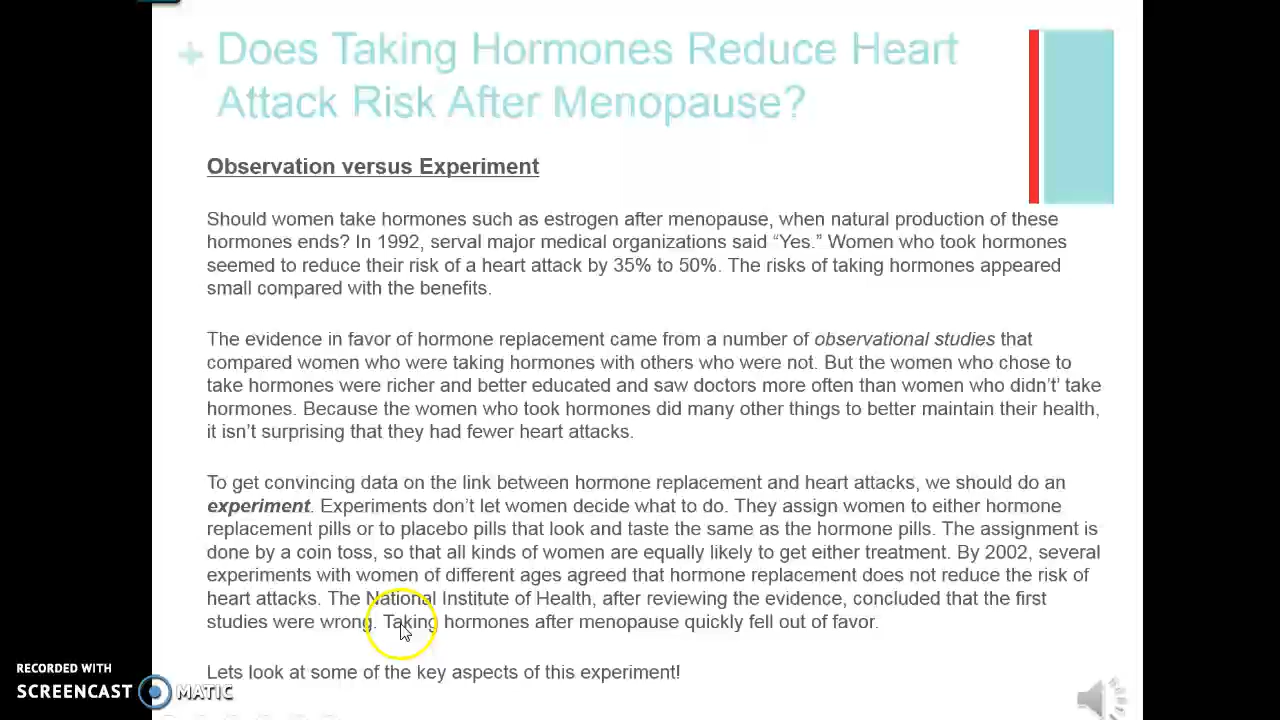 + Does Taking Hormones Reduce Heart
Attack Risk After Menopause?
Observation versus Experiment
Should women take hormones such as estrogen after menopause, when natural production of these
hormones ends? In 1992, serval major medical organizations said “Yes.” Women who took hormones
seemed to reduce their risk of a heart attack by 35% to 50%. The risks of taking hormones appeared
small compared with the benefits.
The evidence in favor of hormone replacement came from a number of observational studies that
compared women who were taking hormones with others who were not. But the women who chose to
take hormones were richer and better educated and saw doctors more often than women who didn’t’ take
hormones. Because the women who took hormones did many other things to better maintain their health,
it isn’t surprising that they had fewer heart attacks.
To get convincing data on the link between hormone replacement and heart attacks, we should do an
experiment. Experiments don’t let women decide what to do. They assign women to either hormone
replacement pills or to placebo pills that look and taste the same as the hormone pills. The assignment is
done by a coin toss, so that all kinds of women are equally likely to get either treatment. By 2002, several
experiments with women of different ages agreed that hormone replacement does not reduce the risk of
heart attacks. The National Institute of Health, after reviewing the evidence, concluded that the first
studies were wrong. Taking hormones after menopause quickly fell out of favor.
Lets look at some of the key aspects of this experiment!
RECORDED WITH
SCREENCAST MATIC